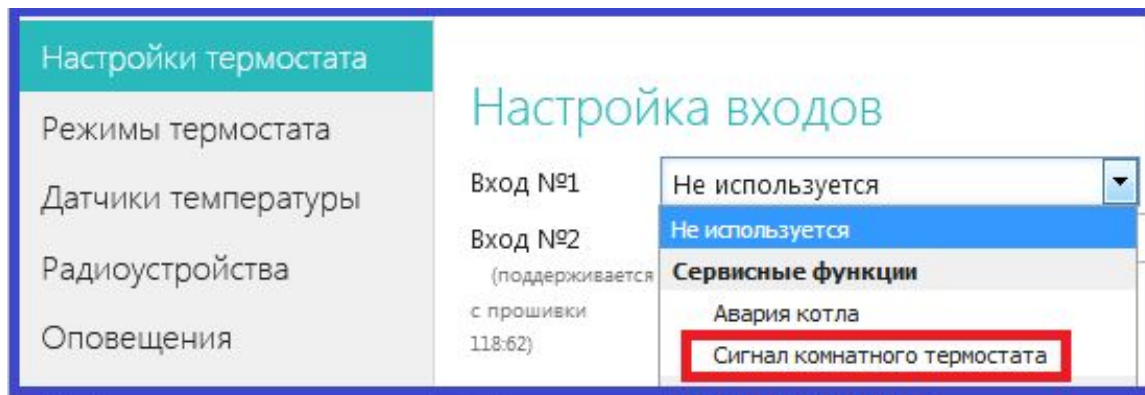 Настройки термостата
Режимы термостата
Датчики температуры
Радиоустройства
Оповещения
Настройка входов
Вход №1
Не используется
Вход №2
(поддерживается
с прошивки
118:62)
Не используется
Сервисные функции
Авария котла
Сигнал комнатного термостата